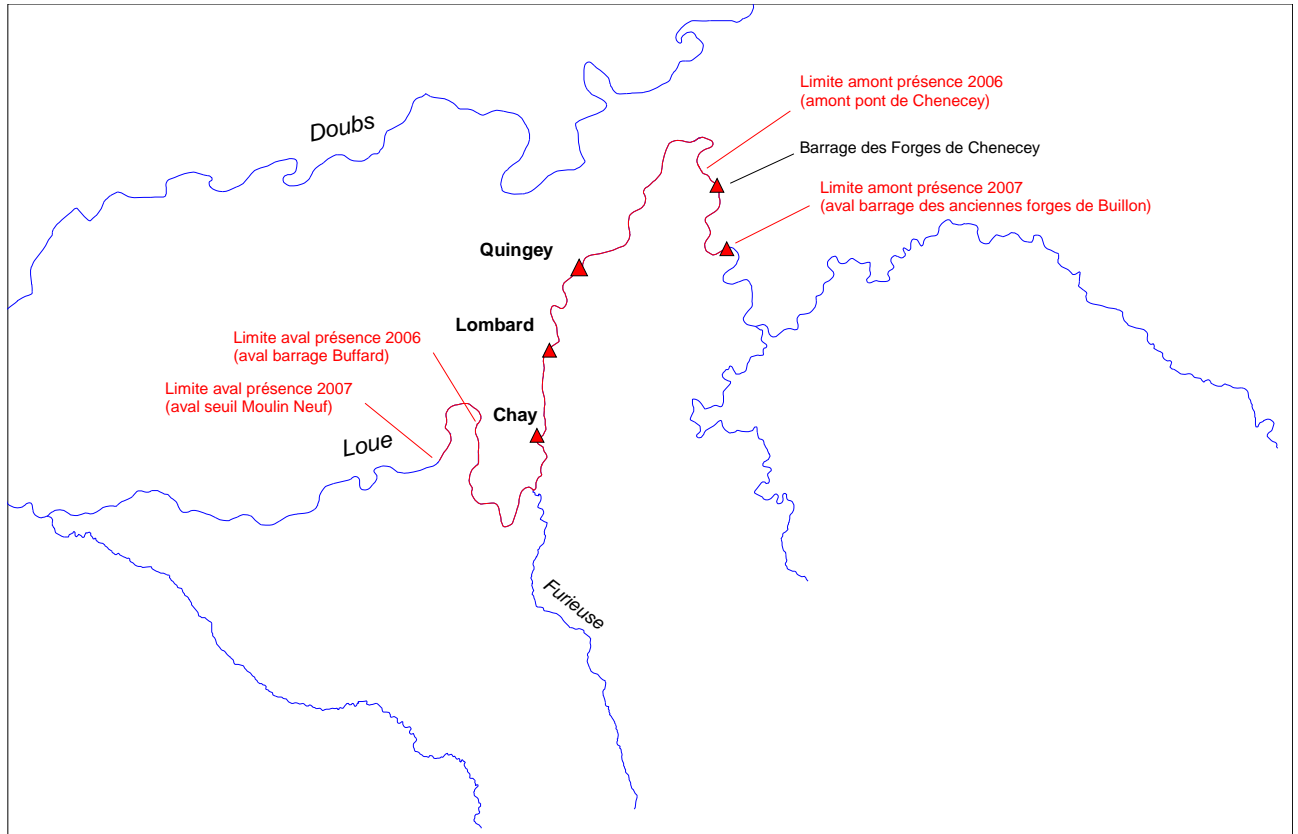 Limite amont présence 2006
(amont pont de Chenecey)
Doubs
Barrage des Forges de Chenecey
Limite amont présence 2007
(aval barrage des anciennes forges de Buillon)
Quingey
Lombard
Limite aval présence 2006
(aval barrage Buffard)
Limite aval présence 2007
(aval seuil Moulin Neuf)
Chay
Loue
Furieuse